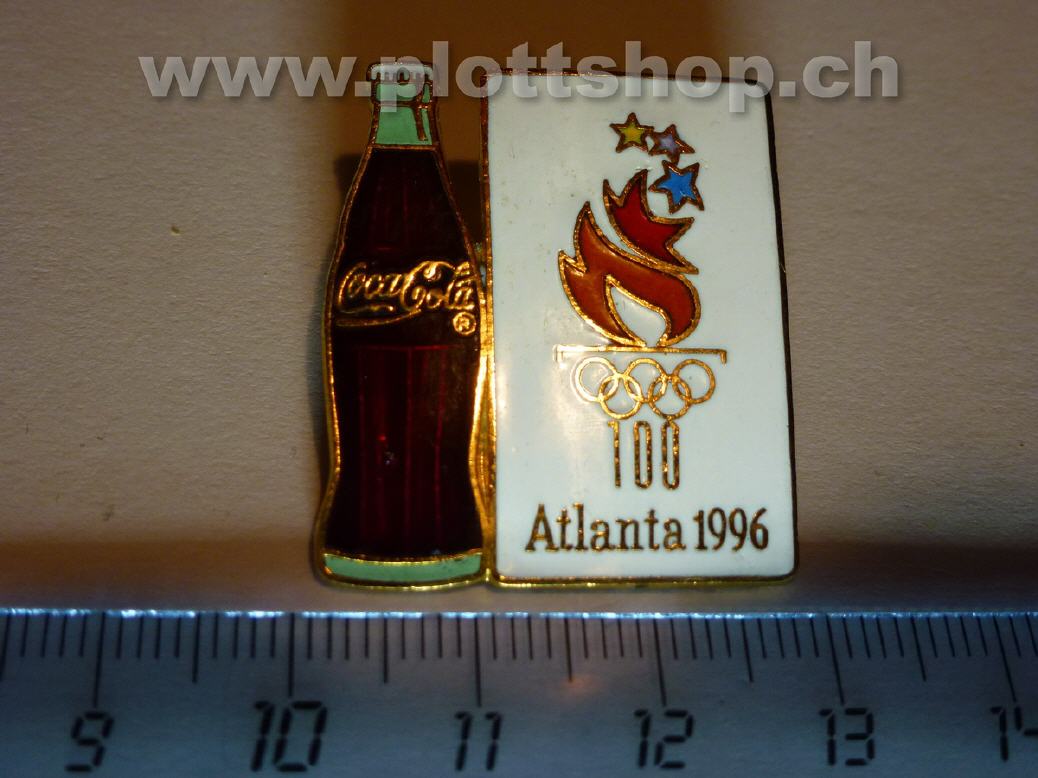 www.plottshop.ch
Coca-Cola
®
100
Atlanta 1996
9 10 11 12 13 14